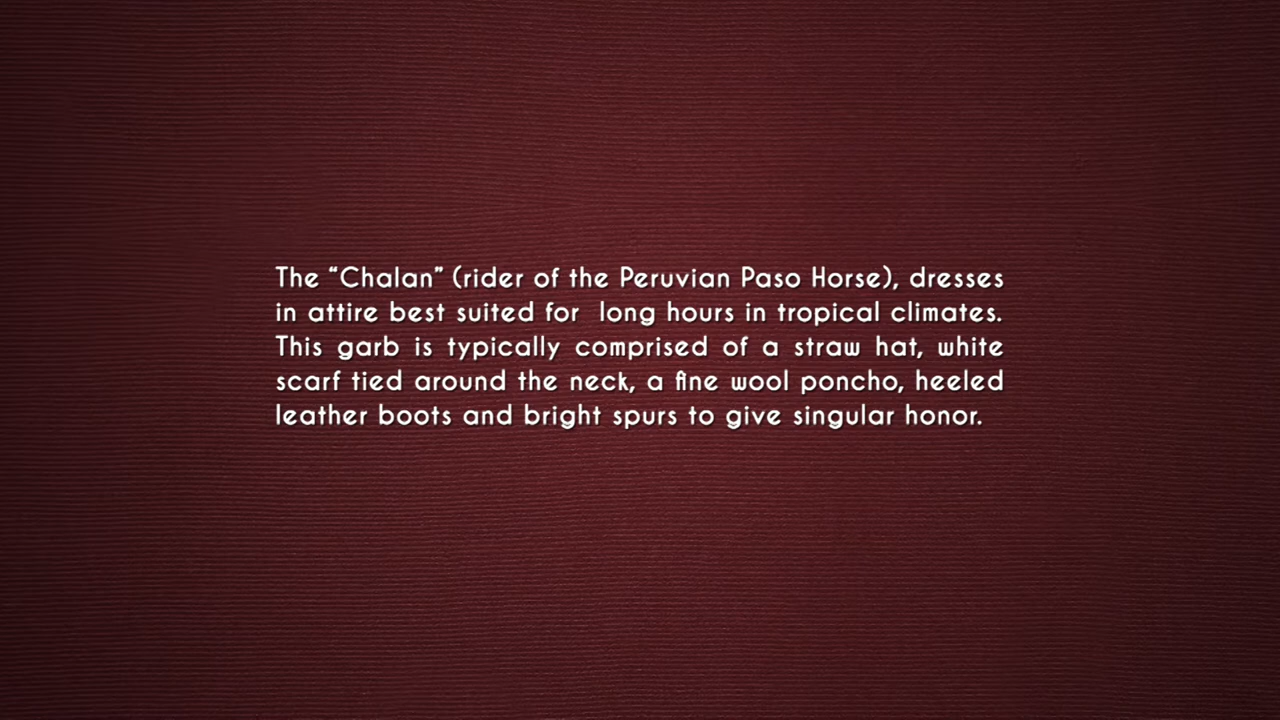 The “Chalan” (rider of the Peruvian Paso Horse), dresses
in attire best suited for  long hours in tropical climates.
This garb is typically comprised of a straw hat, white
scarf tied around the neck, a fine wool poncho, heeled
leather boots and bright spurs to give singular honor.